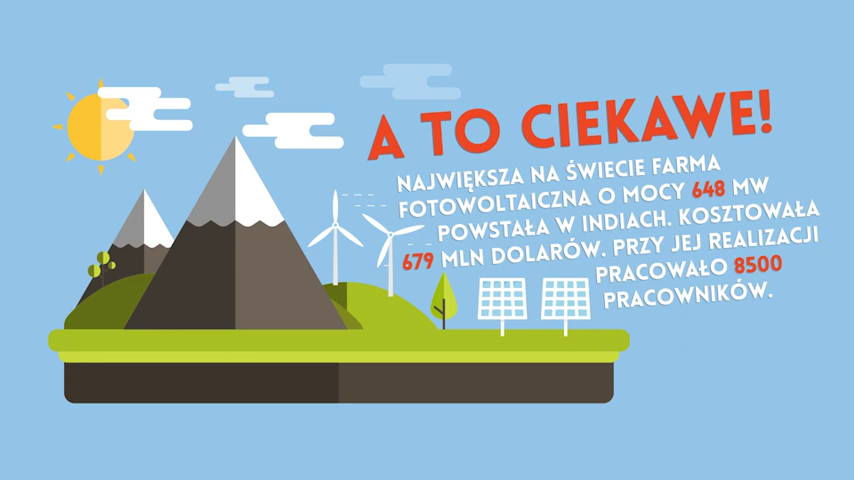 A TO CIEKAWE!
NAJWIĘKSZA NA ŚWIECIE FARMA
FOTOWOLTAICZNA O MOCY 648 MW
POWSTAŁA W INDIACH. KOSZTOWAŁA
679 MLN DOLARÓW. PRZY JEJ REALIZACJI
PRACOWAŁO 8500
PRACOWNIKÓW.